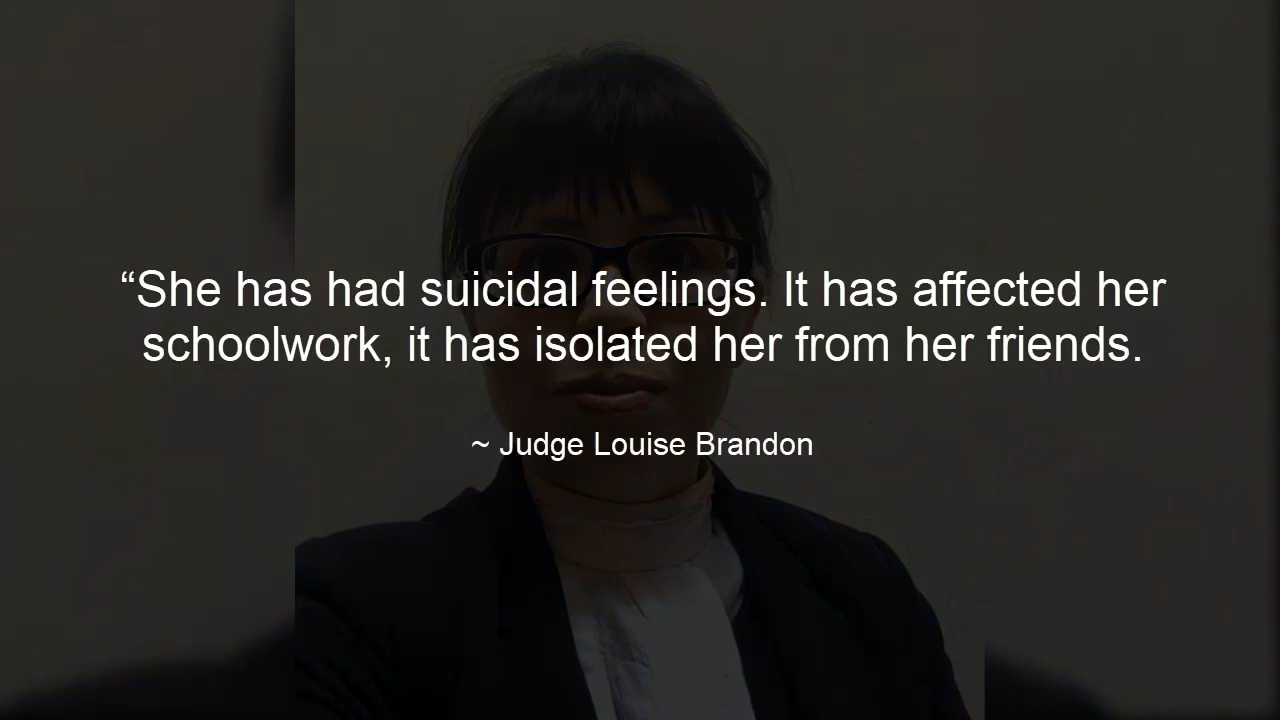 “She has had suicidal feelings. It has affected her
schoolwork, it has isolated her from her friends.
~ Judge Louise Brandon